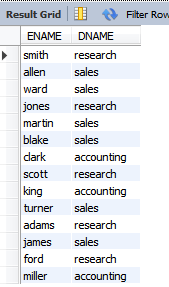 Result Grid Filter Row
ENAME DNAME
smith research
allen sales
ward sales
jones research
martin sales
blake sales
clark accounting
scott research
king accounting
turner sales
adams research
james sales
ford research
miller accounting